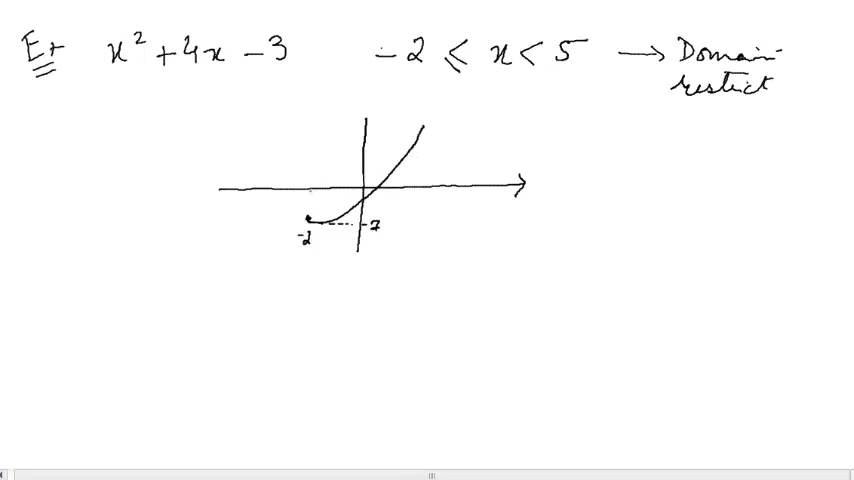 Ex x² + 4x - 3 -2 ≤ x < 5 → Domain
restrict
-7
-2